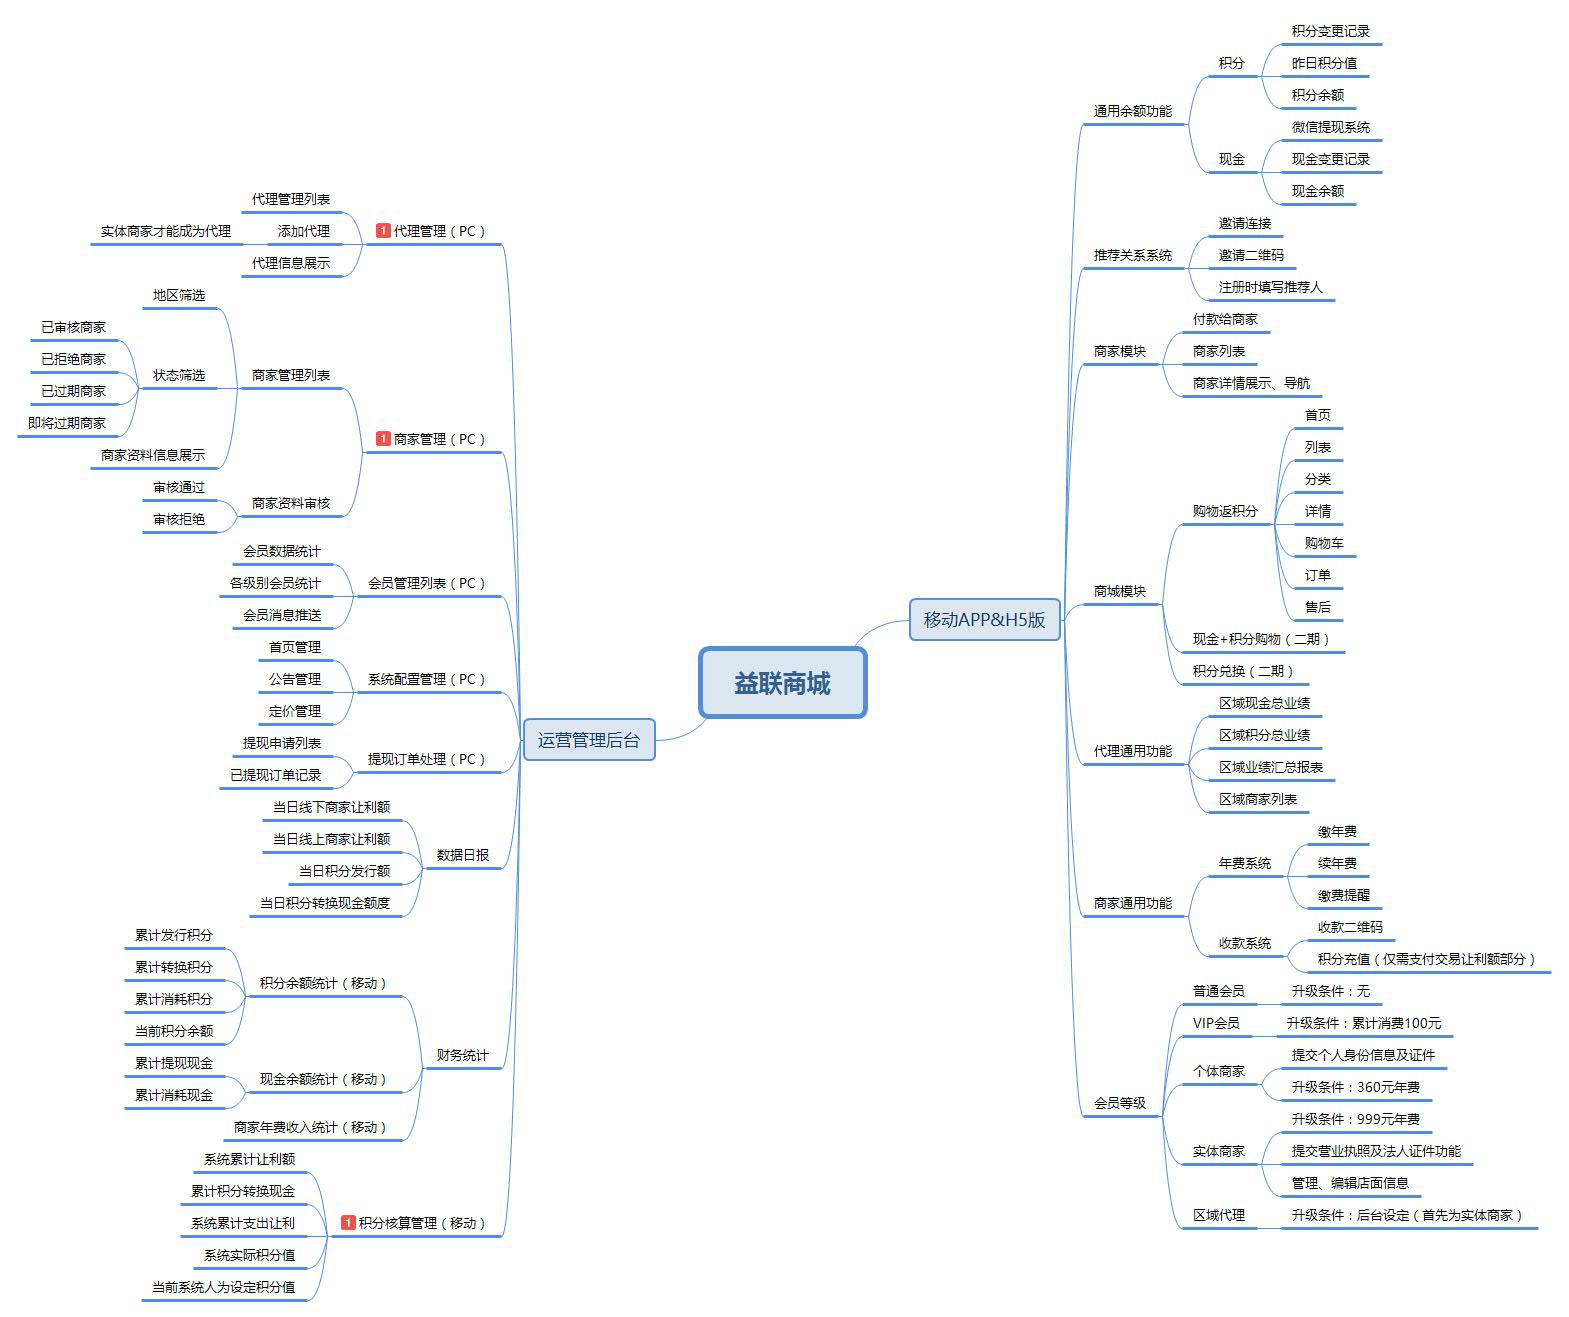 益联商城
移动APP&H5版
通用余额功能
积分
积分变更记录
昨日积分值
积分余额
现金
微信提现系统
现金变更记录
现金余额
推荐关系系统
邀请连接
邀请二维码
注册时填写推荐人
商家模块
付款给商家
商家列表
商家详情展示、导航
商城模块
购物返积分
首页
列表
分类
详情
购物车
订单
售后
现金+积分购物（二期）
积分兑换（二期）
代理通用功能
区域现金总业绩
区域积分总业绩
区域业绩汇总报表
区域商家列表
商家通用功能
年费系统
缴年费
续年费
缴费提醒
收款系统
收款二维码
积分充值（仅需支付交易让利额部分）
会员等级
普通会员
升级条件：无
VIP会员
升级条件：累计消费100元
个体商家
提交个人身份信息及证件
升级条件：360元年费
实体商家
升级条件：999元年费
提交营业执照及法人证件功能
管理、编辑店面信息
区域代理
升级条件：后台设定（首先为实体商家）
运营管理后台
1 代理管理（PC）
代理管理列表
添加代理
实体商家才能成为代理
代理信息展示
1 商家管理（PC）
商家管理列表
地区筛选
状态筛选
已审核商家
已拒绝商家
已过期商家
即将过期商家
商家资料信息展示
商家资料审核
审核通过
审核拒绝
会员管理列表（PC）
会员数据统计
各级别会员统计
会员消息推送
系统配置管理（PC）
首页管理
公告管理
定价管理
提现订单处理（PC）
提现申请列表
已提现订单记录
数据日报
当日线下商家让利额
当日线上商家让利额
当日积分发行额
当日积分转换现金额度
财务统计
积分余额统计（移动）
累计发行积分
累计转换积分
累计消耗积分
当前积分余额
现金余额统计（移动）
累计提现现金
累计消耗现金
商家年费收入统计（移动）
1 积分核算管理（移动）
系统累计让利额
累计积分转换现金
系统累计支出让利
系统实际积分值
当前系统人为设定积分值